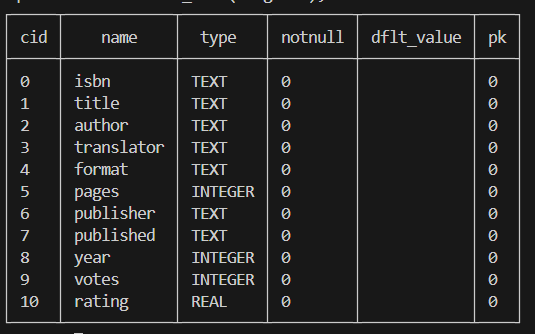 cid name type notnull dflt_value pk
0 isbn TEXT 0 0
1 title TEXT 0 0
2 author TEXT 0 0
3 translator TEXT 0 0
4 format TEXT 0 0
5 pages INTEGER 0 0
6 publisher TEXT 0 0
7 published TEXT 0 0
8 year INTEGER 0 0
9 votes INTEGER 0 0
10 rating REAL 0 0